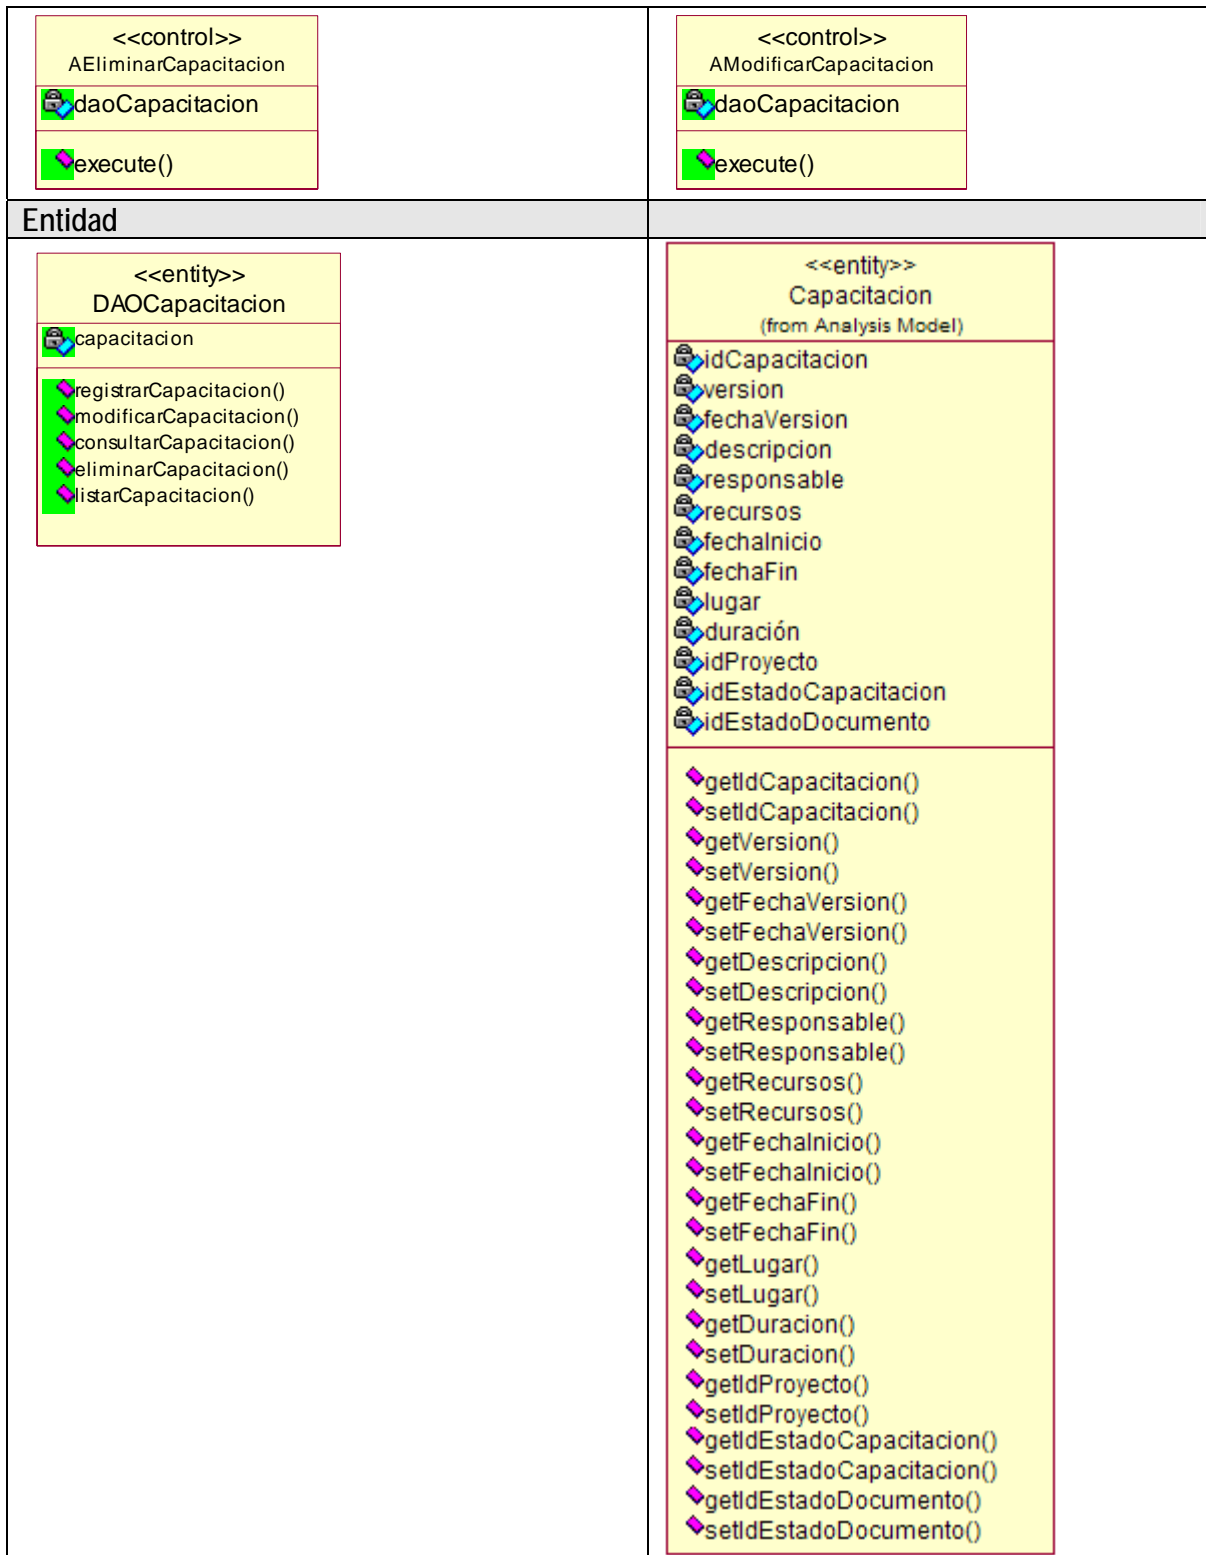 <<control>>
AEliminarCapacitacion
daoCapacitacion
execute()
<<control>>
AModificarCapacitacion
daoCapacitacion
execute()
Entidad
<<entity>>
DAOCapacitacion
capacitacion
registrarCapacitacion()
modificarCapacitacion()
consultarCapacitacion()
eliminarCapacitacion()
listarCapacitacion()
<<entity>>
Capacitacion
(from Analysis Model)
idCapacitacion
version
fechaVersion
descripcion
responsable
recursos
fechaInicio
fechaFin
lugar
duración
idProyecto
idEstadoCapacitacion
idEstadoDocumento
getIdCapacitacion()
setIdCapacitacion()
getVersion()
setVersion()
getFechaVersion()
setFechaVersion()
getDescripcion()
setDescripcion()
getResponsable()
setResponsable()
getRecursos()
setRecursos()
getFechaInicio()
setFechaInicio()
getFechaFin()
setFechaFin()
getLugar()
setLugar()
getDuracion()
setDuracion()
getIdProyecto()
setIdProyecto()
getIdEstadoCapacitacion()
setIdEstadoCapacitacion()
getIdEstadoDocumento()
setIdEstadoDocumento()